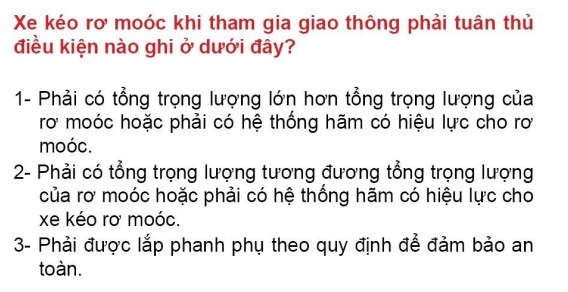 Xe kéo rơ moóc khi tham gia giao thông phải tuân thủ
điều kiện nào ghi ở dưới đây?
1- Phải có tổng trọng lượng lớn hơn tổng trọng lượng của
rơ moóc hoặc phải có hệ thống hãm có hiệu lực cho rơ
moóc.
2- Phải có tổng trọng lượng tương đương tổng trọng lượng
của rơ moóc hoặc phải có hệ thống hãm có hiệu lực cho
xe kéo rơ moóc.
3- Phải được lắp phanh phụ theo quy định để đảm bảo an
toàn.